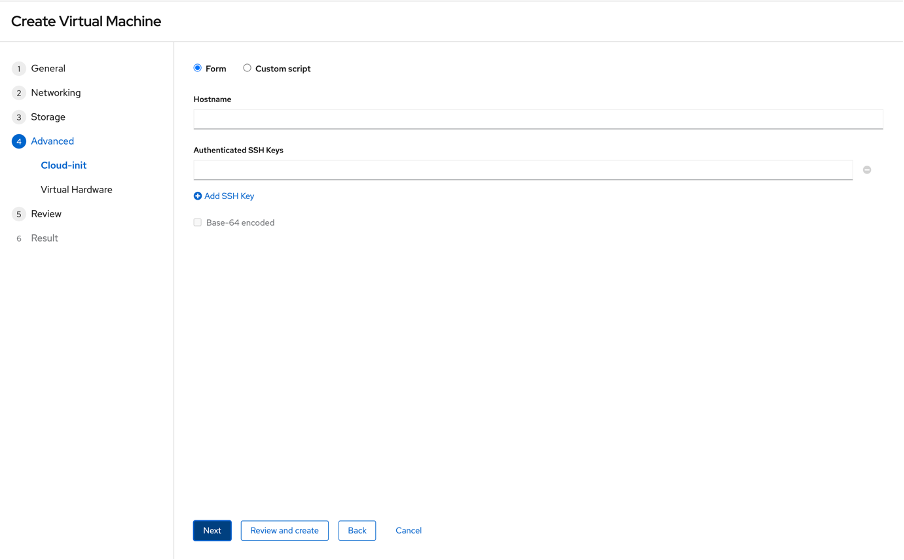 Create Virtual Machine
1 General
2 Networking
3 Storage
4 Advanced
Cloud-init
Virtual Hardware
5 Review
6 Result
Form Custom script
Hostname
Authenticated SSH Keys
Add SSH Key
Base-64 encoded
Next Review and create Back Cancel